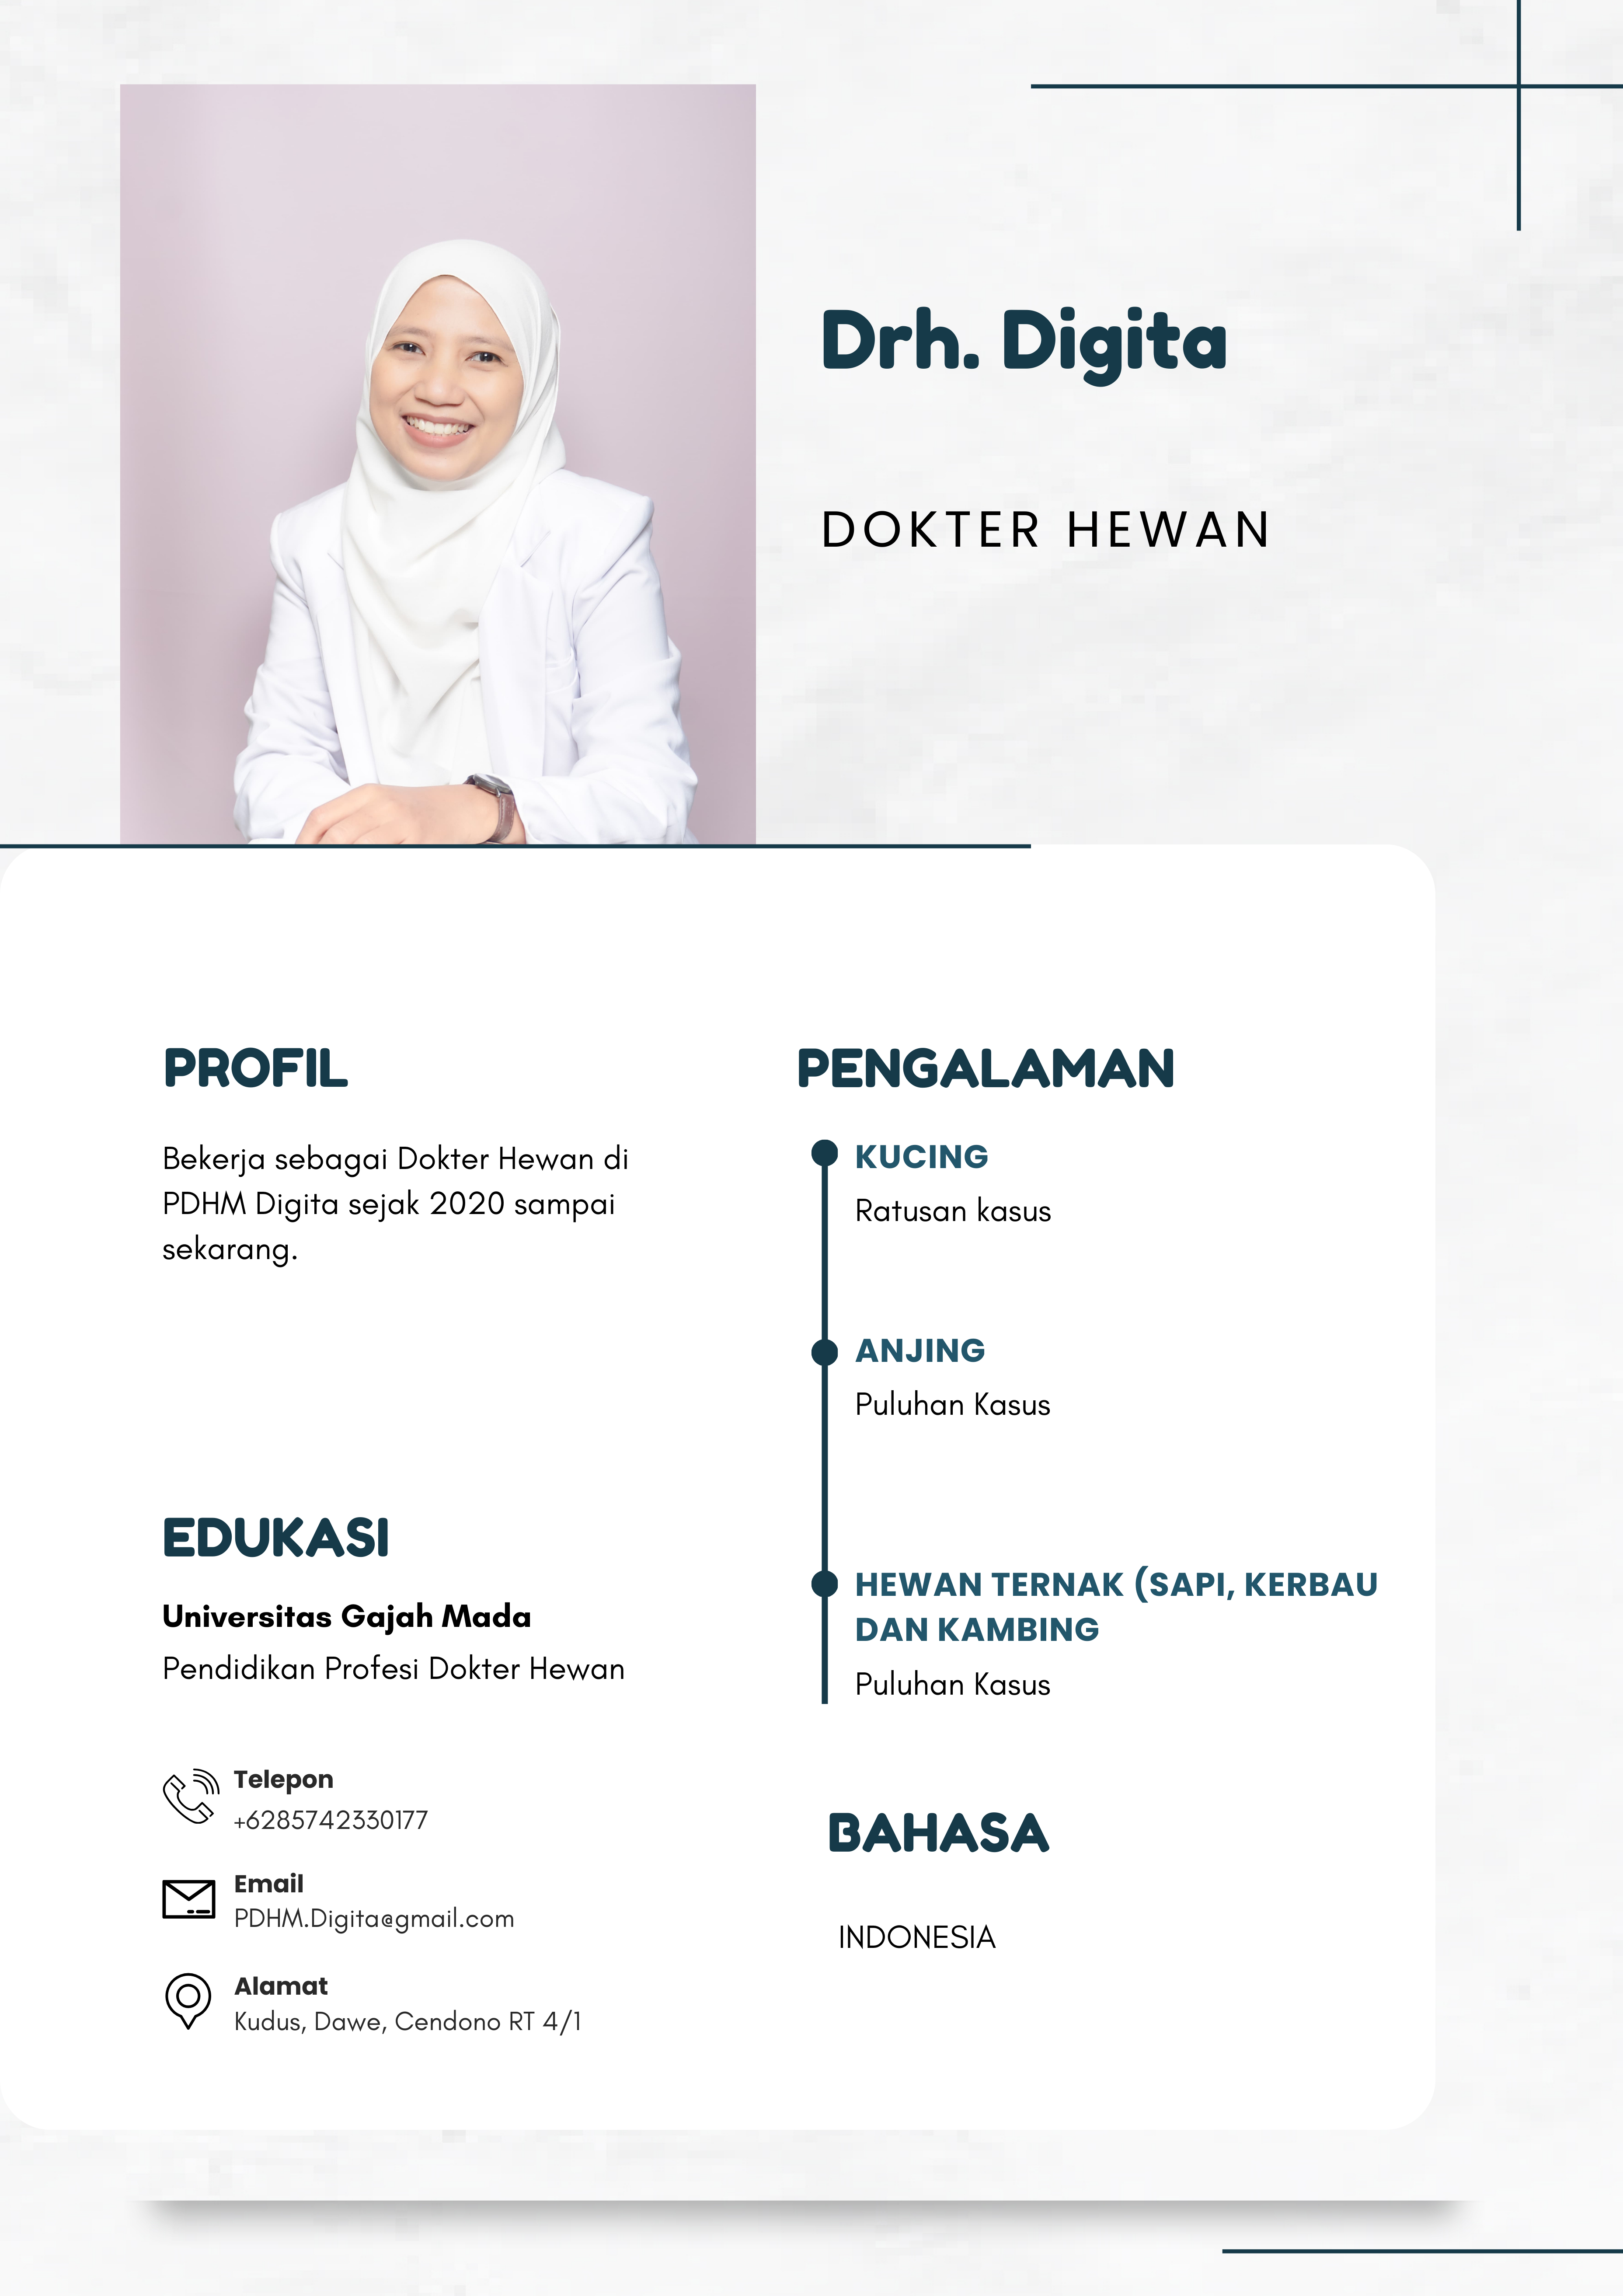 Drh. Digita
DOKTER HEWAN
PROFIL
Bekerja sebagai Dokter Hewan di
PDHM Digita sejak 2020 sampai
sekarang.
EDUKASI
Universitas Gajah Mada
Pendidikan Profesi Dokter Hewan
Telepon
+6285742330177
Email
PDHM.Digita@gmail.com
Alamat
Kudus, Dawe, Cendono RT 4/1
PENGALAMAN
KUCING
Ratusan kasus
ANJING
Puluhan Kasus
HEWAN TERNAK (SAPI, KERBAU
DAN KAMBING
Puluhan Kasus
BAHASA
INDONESIA